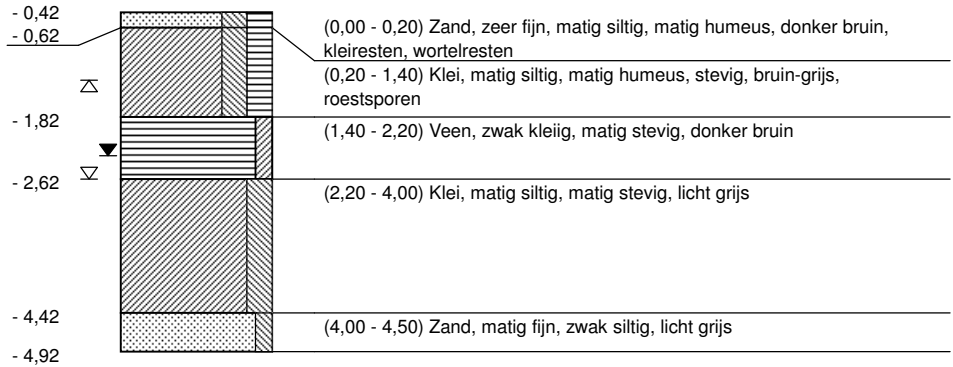 - 0,42
- 0,62
(0,00 - 0,20) Zand, zeer fijn, matig siltig, matig humeus, donker bruin,
kleiresten, wortelresten
(0,20 - 1,40) Klei, matig siltig, matig humeus, stevig, bruin-grijs,
roestsporen
- 1,82
(1,40 - 2,20) Veen, zwak kleiig, matig stevig, donker bruin
- 2,62
(2,20 - 4,00) Klei, matig siltig, matig stevig, licht grijs
- 4,42
(4,00 - 4,50) Zand, matig fijn, zwak siltig, licht grijs
- 4,92